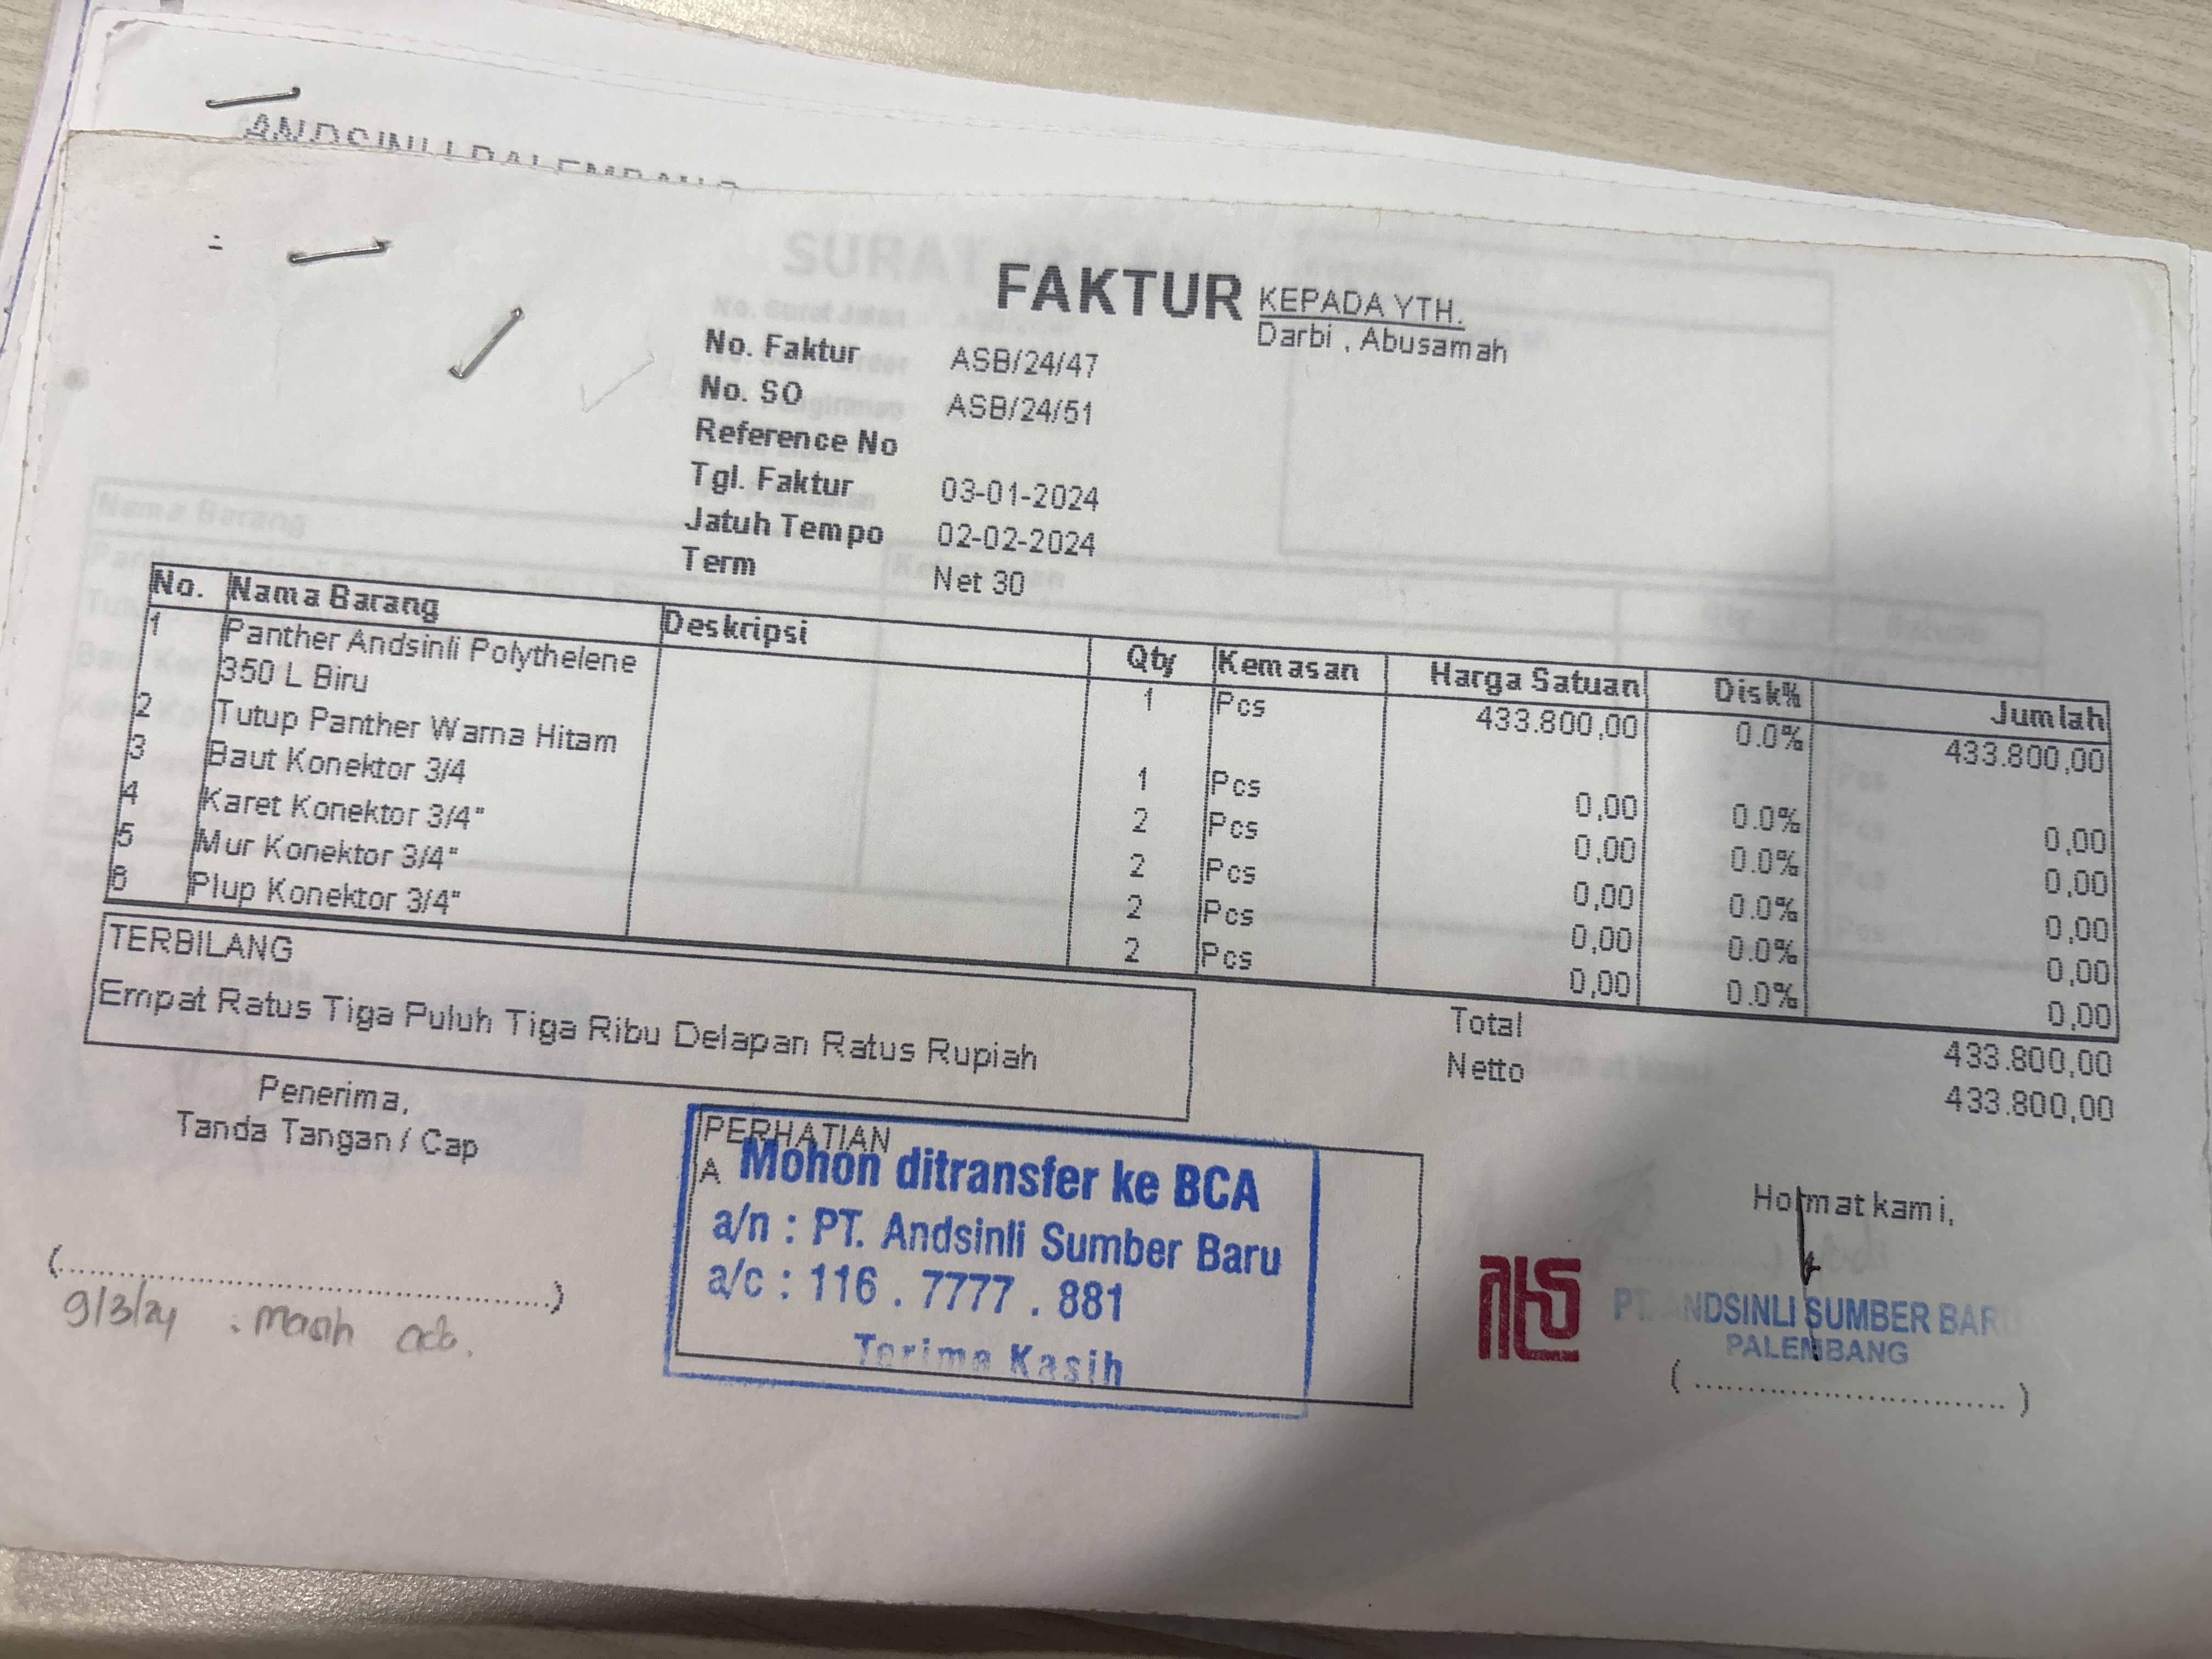 ANDSINLI PALEMBANG
FAKTUR
KEPADA YTH.
Darbi , Abusamah
No. Faktur ASB/24/47
No. SO ASB/24/51
Reference No
Tgl. Faktur 03-01-2024
Jatuh Tempo 02-02-2024
Term Net 30
No. Nama Barang Deskripsi Qty Kemasan Harga Satuan Disk% Jumlah
1 Panther Andsinli Polythelene 1 Pcs 433.800,00 0.0% 433.800,00
350 L Biru
2 Tutup Panther Warna Hitam 1 Pcs 0,00 0.0% 0,00
3 Baut Konektor 3/4 2 Pcs 0,00 0.0% 0,00
4 Karet Konektor 3/4" 2 Pcs 0,00 0.0% 0,00
5 Mur Konektor 3/4" 2 Pcs 0,00 0.0% 0,00
6 Plup Konektor 3/4" 2 Pcs 0,00 0.0% 0,00
TERBILANG
Empat Ratus Tiga Puluh Tiga Ribu Delapan Ratus Rupiah
Total 433.800,00
Netto 433.800,00
Penerima,
Tanda Tangan / Cap
(..........................................)
9/3/24 . masih ada.
PERHATIAN
A
Mohon ditransfer ke BCA
a/n : PT. Andsinli Sumber Baru
a/c : 116 . 7777 . 881
Terima Kasih
Hormat kami,
PT. ANDSINLI SUMBER BARU
PALEMBANG
( .................................. )